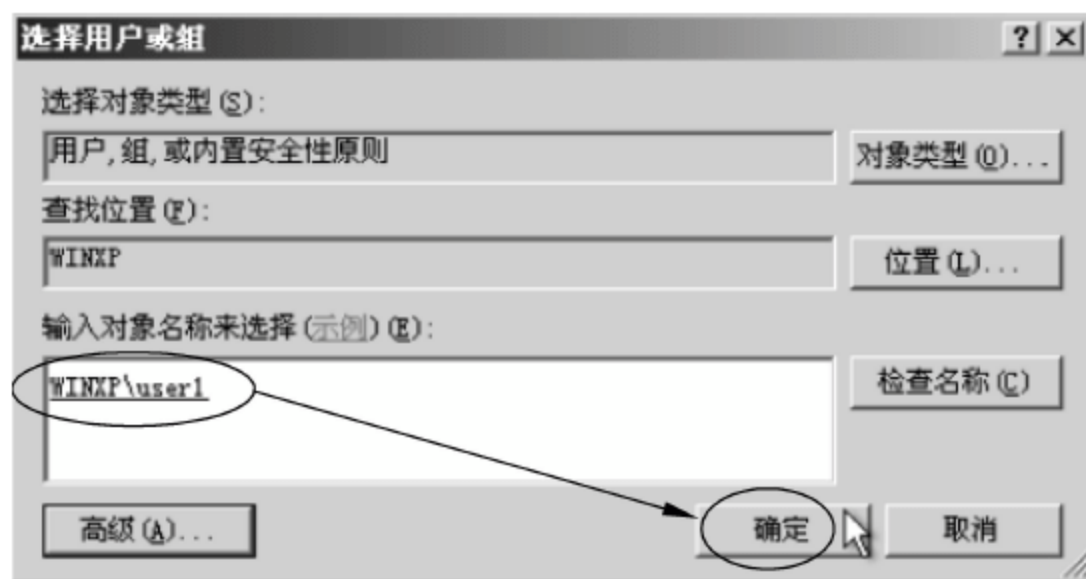 选择用户或组
选择对象类型(S):
用户,组,或内置安全性原则
对象类型(O)...
查找位置(F):
WINXP
位置(L)...
输入对象名称来选择(示例)(E):
WINXP\user1
检查名称(C)
高级(A)...
确定
取消